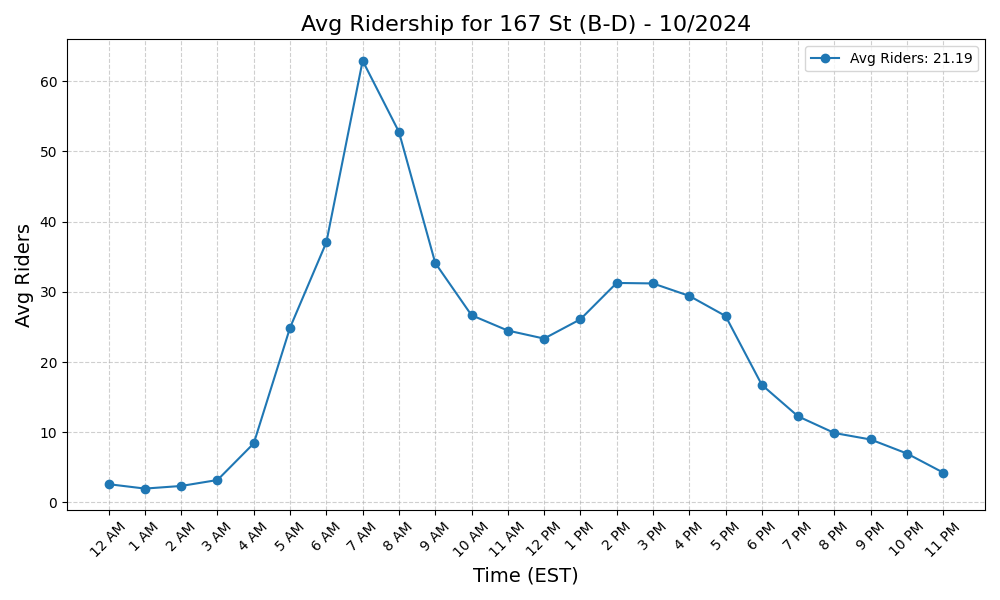 Avg Ridership for 167 St (B-D) - 10/2024
Avg Riders: 21.19
Avg Riders
60
50
40
30
20
10
0
12 AM
1 AM
2 AM
3 AM
4 AM
5 AM
6 AM
7 AM
8 AM
9 AM
10 AM
11 AM
12 PM
1 PM
2 PM
3 PM
4 PM
5 PM
6 PM
7 PM
8 PM
9 PM
10 PM
11 PM
Time (EST)